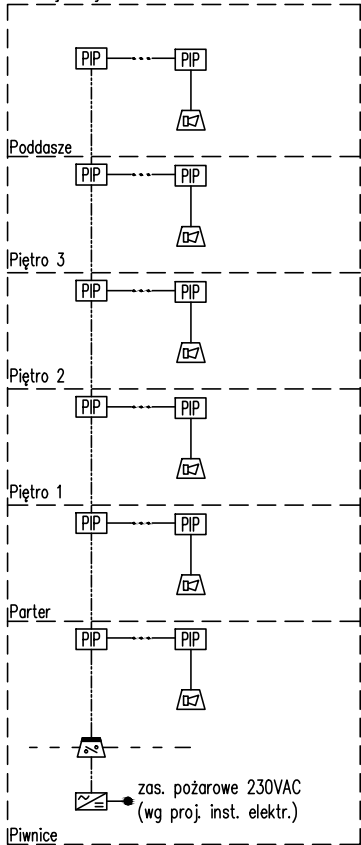 PIP PIP
Poddasze
PIP PIP
Piętro 3
PIP PIP
Piętro 2
PIP PIP
Piętro 1
PIP PIP
Parter
PIP PIP
%
zas. pożarowe 230VAC
(wg proj. inst. elektr.)
Piwnice